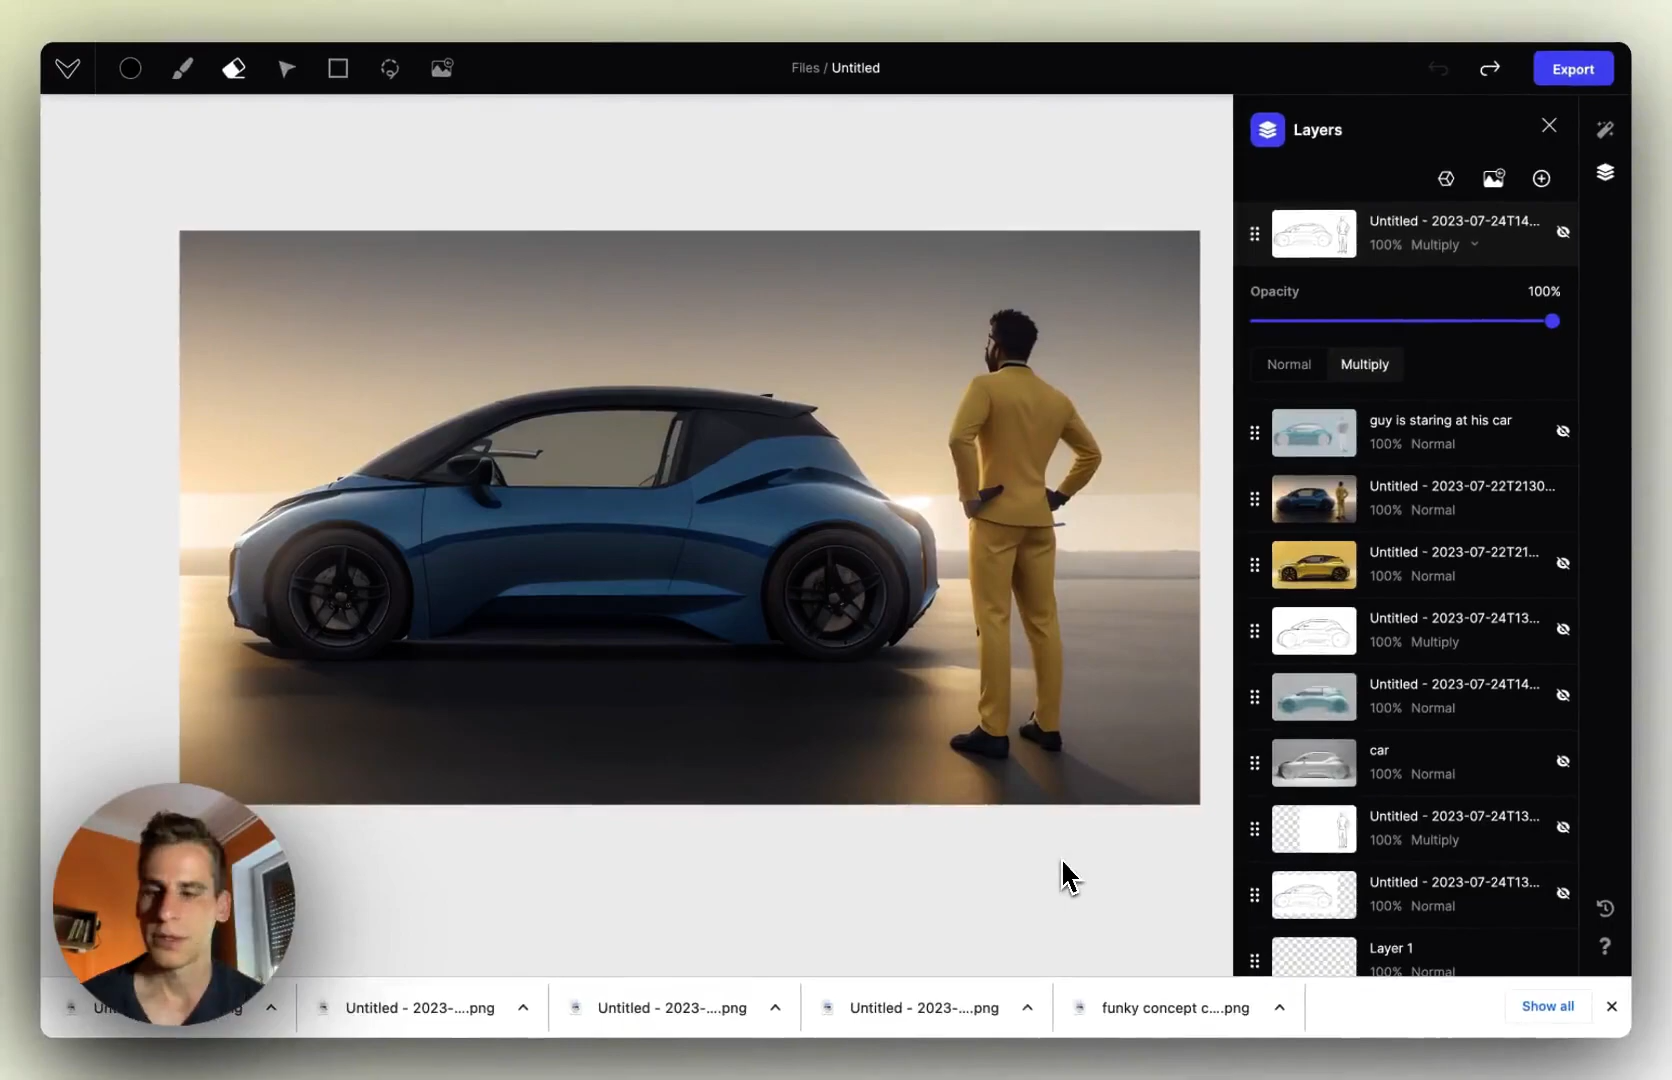 Files / Untitled
Export
Layers
Untitled - 2023-07-24T14...
100% Multiply
Opacity 100%
Normal Multiply
guy is staring at his car
100% Normal
Untitled - 2023-07-22T2130...
100% Normal
Untitled - 2023-07-22T21...
100% Normal
Untitled - 2023-07-24T13...
100% Multiply
Untitled - 2023-07-24T14...
100% Normal
car
100% Normal
Untitled - 2023-07-24T13...
100% Multiply
Untitled - 2023-07-24T13...
100% Normal
Layer 1
100% Normal
?
Untitled - 2023-....png
Untitled - 2023-....png
Untitled - 2023-....png
funky concept c....png
Show all